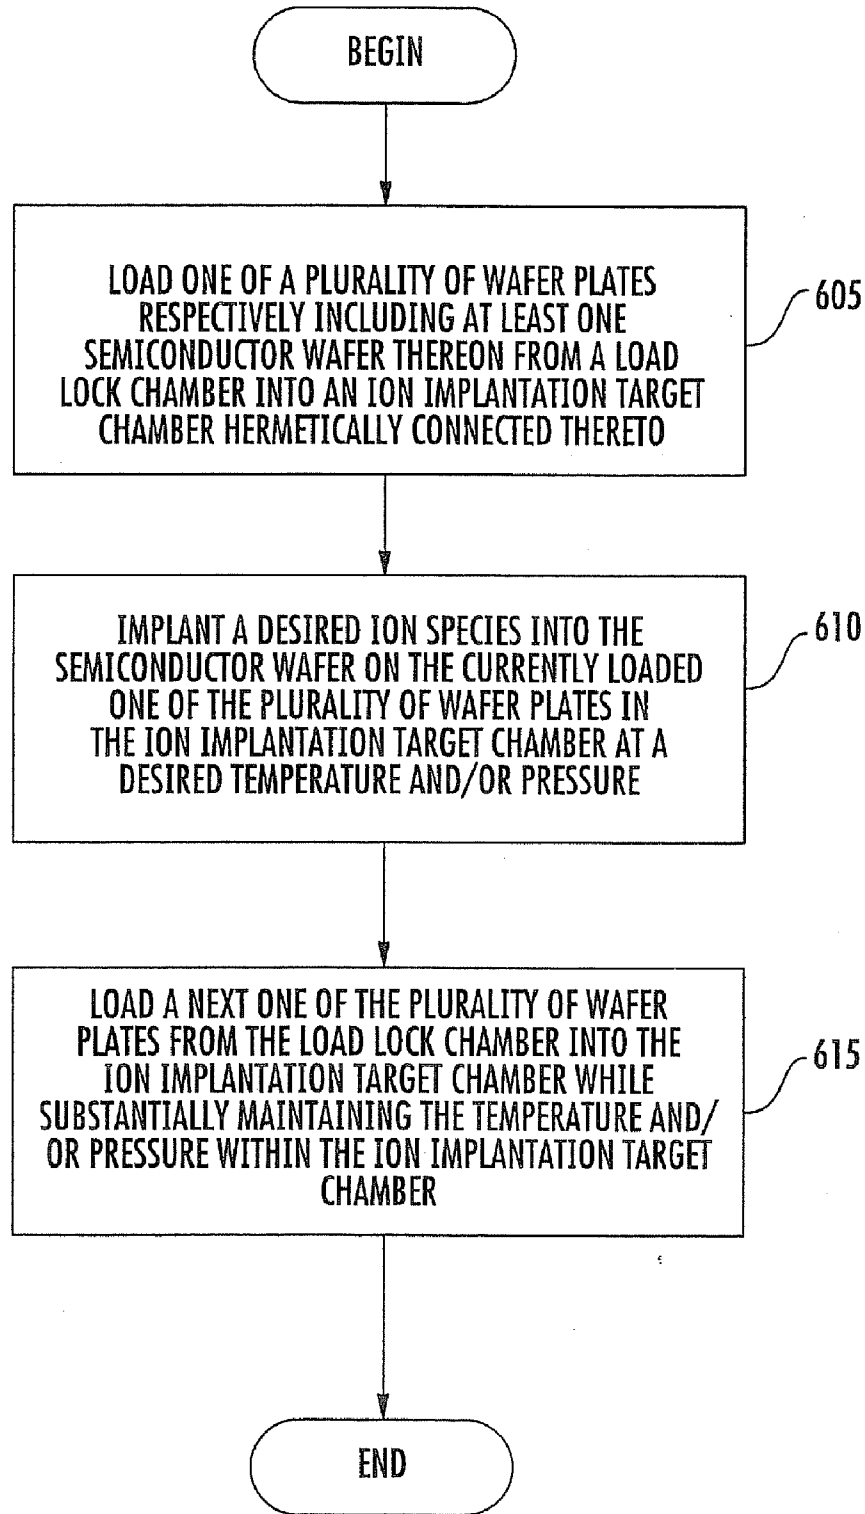 BEGIN
LOAD ONE OF A PLURALITY OF WAFER PLATES
RESPECTIVELY INCLUDING AT LEAST ONE
SEMICONDUCTOR WAFER THEREON FROM A LOAD
LOCK CHAMBER INTO AN ION IMPLANTATION TARGET
CHAMBER HERMETICALLY CONNECTED THERETO
605
IMPLANT A DESIRED ION SPECIES INTO THE
SEMICONDUCTOR WAFER ON THE CURRENTLY LOADED
ONE OF THE PLURALITY OF WAFER PLATES IN
THE ION IMPLANTATION TARGET CHAMBER AT A
DESIRED TEMPERATURE AND/OR PRESSURE
610
LOAD A NEXT ONE OF THE PLURALITY OF WAFER
PLATES FROM THE LOAD LOCK CHAMBER INTO THE
ION IMPLANTATION TARGET CHAMBER WHILE
SUBSTANTIALLY MAINTAINING THE TEMPERATURE AND/
OR PRESSURE WITHIN THE ION IMPLANTATION TARGET
CHAMBER
615
END